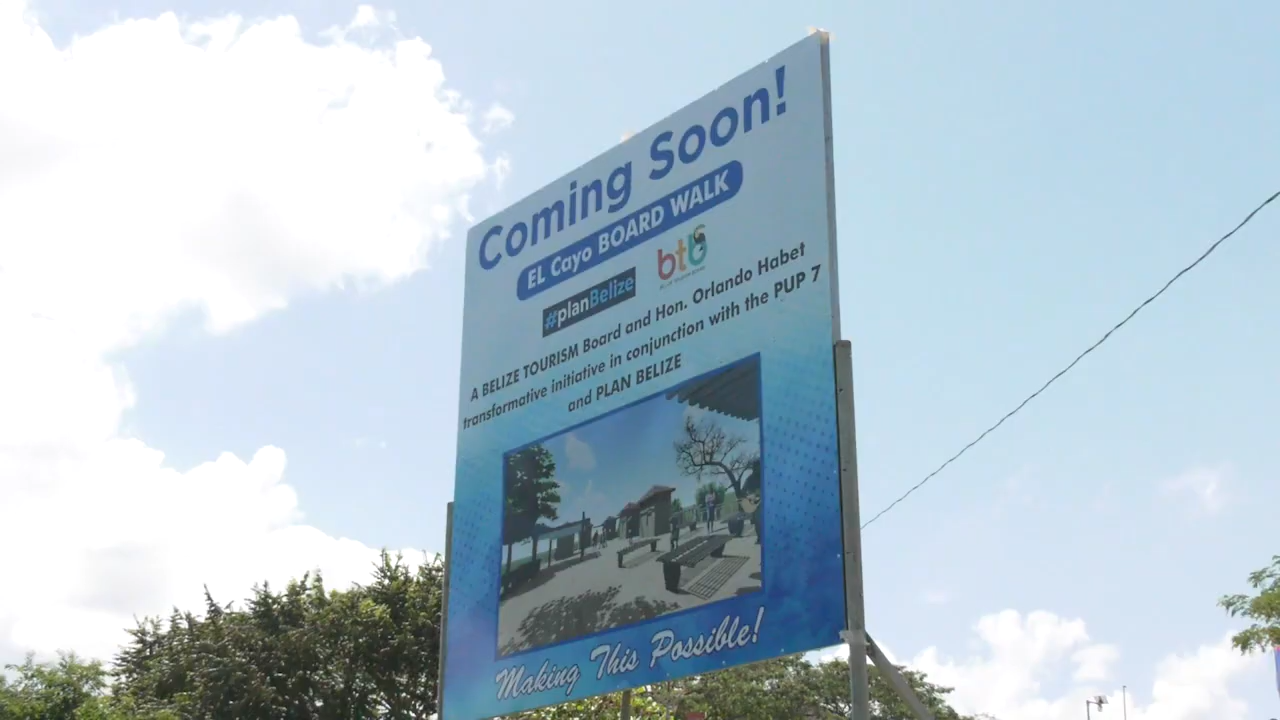 Coming Soon!
EL Cayo BOARD WALK
#planBelize
btb
A BELIZE TOURISM Board and Hon. Orlando Habet
transformative initiative in conjunction with the PUP 7
and PLAN BELIZE
Making This Possible!